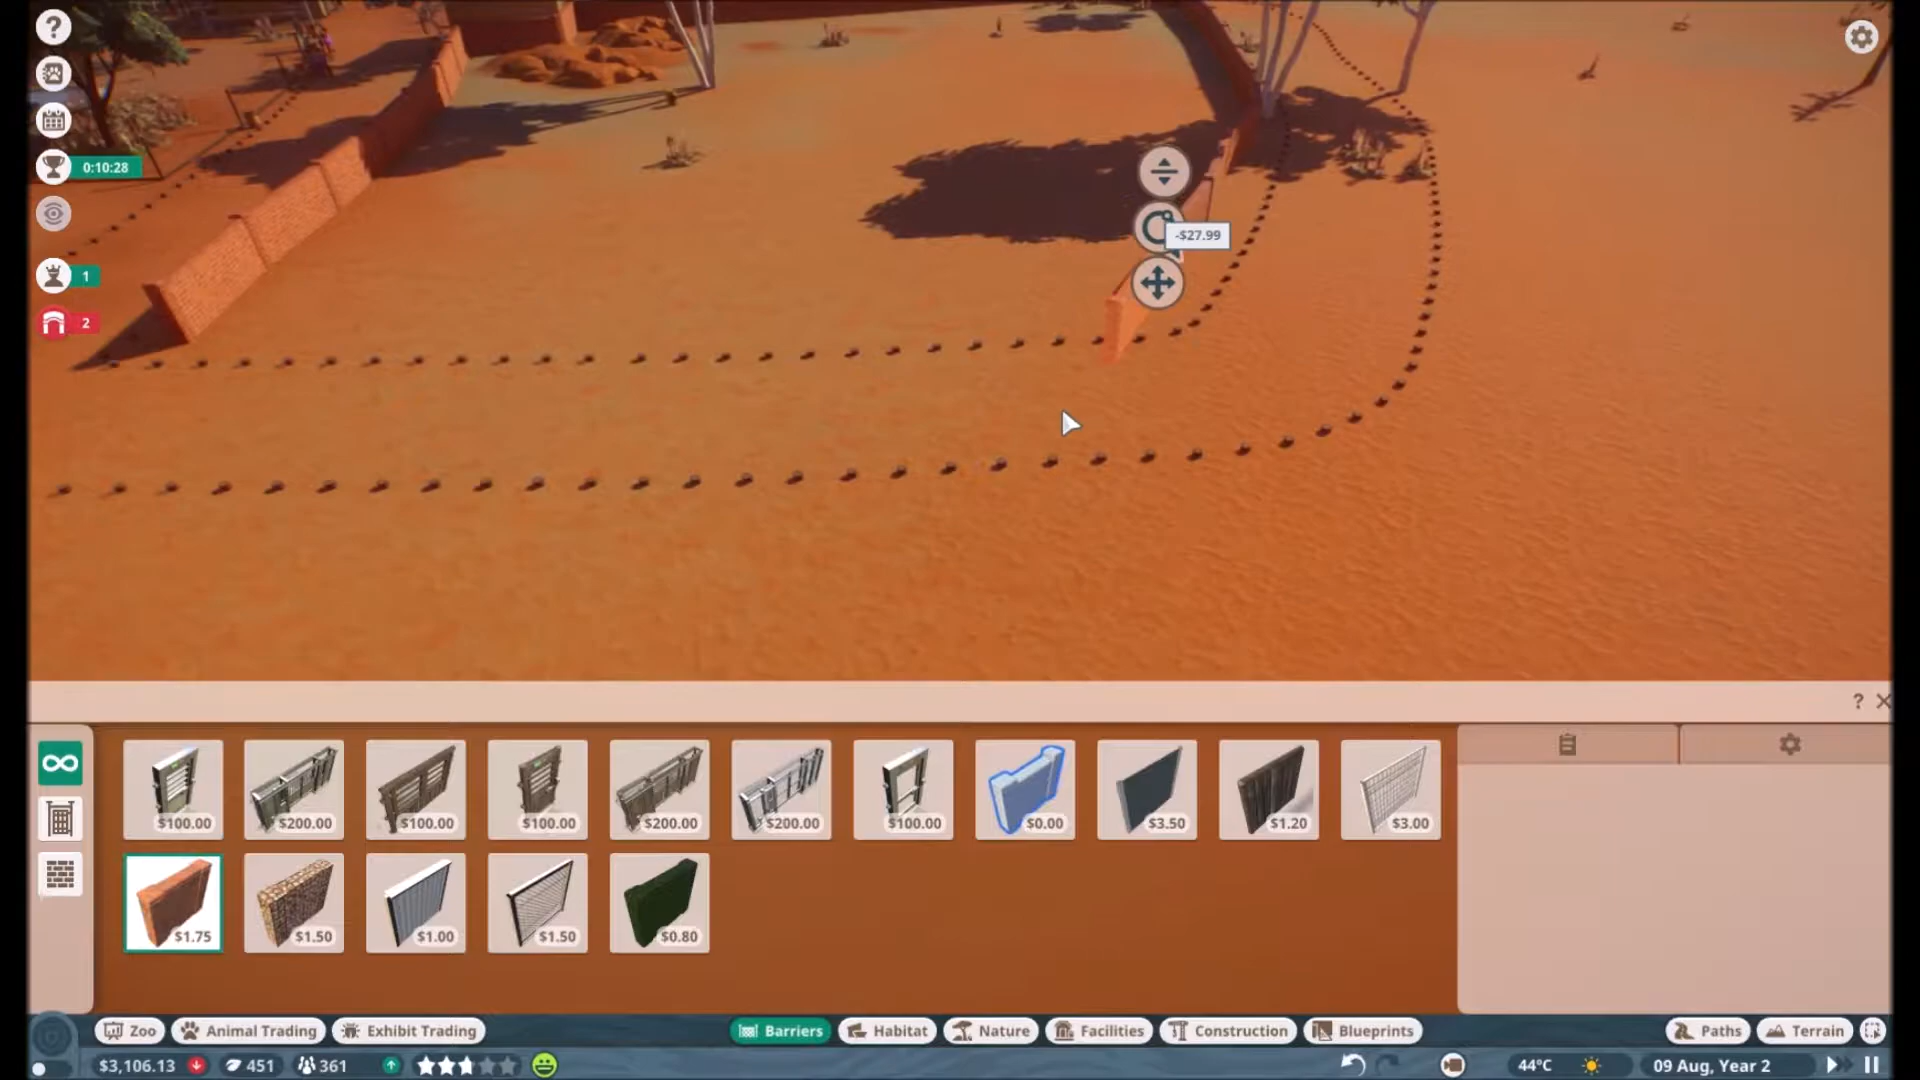 ?
0:10:28
1
2
-$27.99
? ×
$100.00 $200.00 $100.00 $100.00 $200.00 $200.00 $100.00 $0.00 $3.50 $1.20 $3.00
$1.75 $1.50 $1.00 $1.50 $0.80
Zoo Animal Trading Exhibit Trading Barriers Habitat Nature Facilities Construction Blueprints Paths Terrain
$3,106.13 451 361 44°C 09 Aug, Year 2